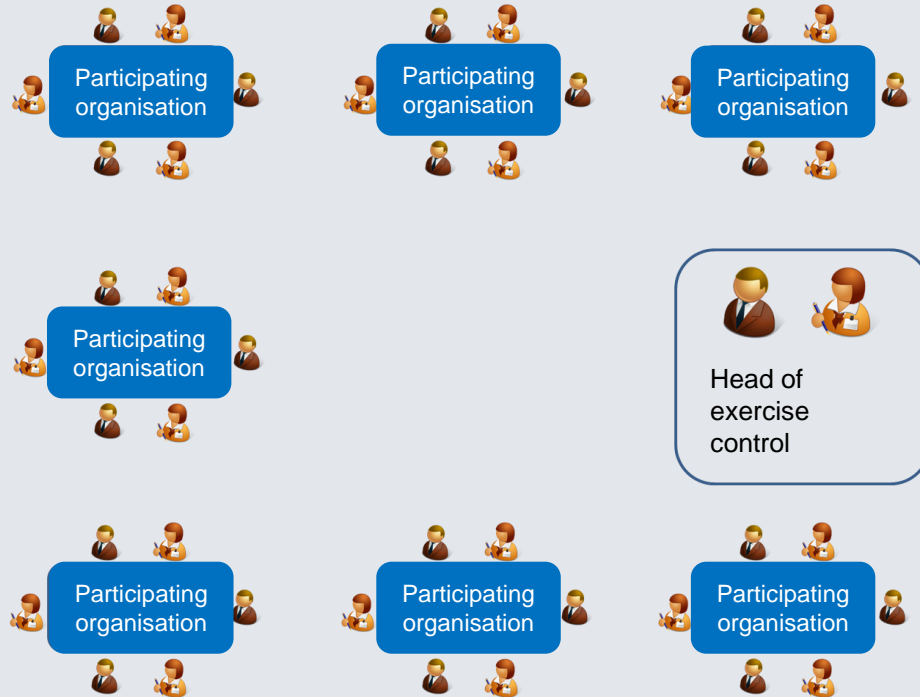 Participating
organisation
Participating
organisation
Participating
organisation
Participating
organisation
Head of
exercise
control
Participating
organisation
Participating
organisation
Participating
organisation